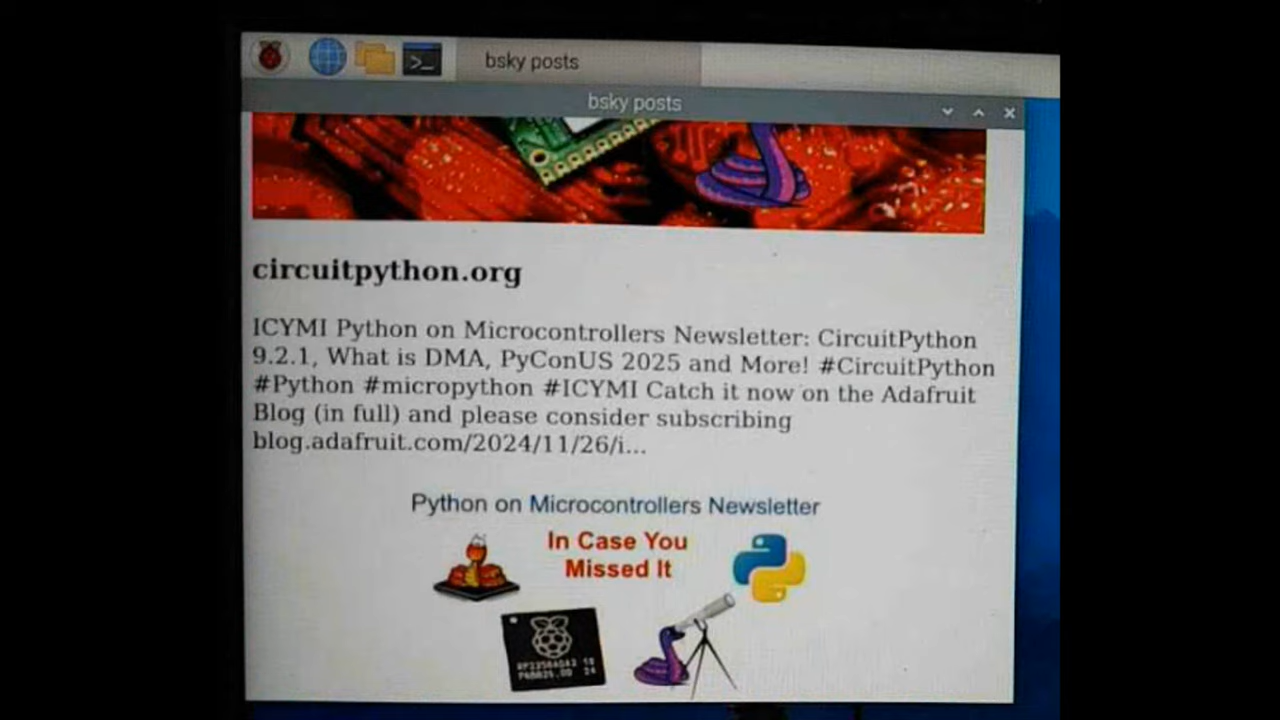 bsky posts
bsky posts
circuitpython.org
ICYMI Python on Microcontrollers Newsletter: CircuitPython
9.2.1, What is DMA, PyConUS 2025 and More! #CircuitPython
#Python #micropython #ICYMI Catch it now on the Adafruit
Blog (in full) and please consider subscribing
blog.adafruit.com/2024/11/26/i...
Python on Microcontrollers Newsletter
In Case You
Missed It